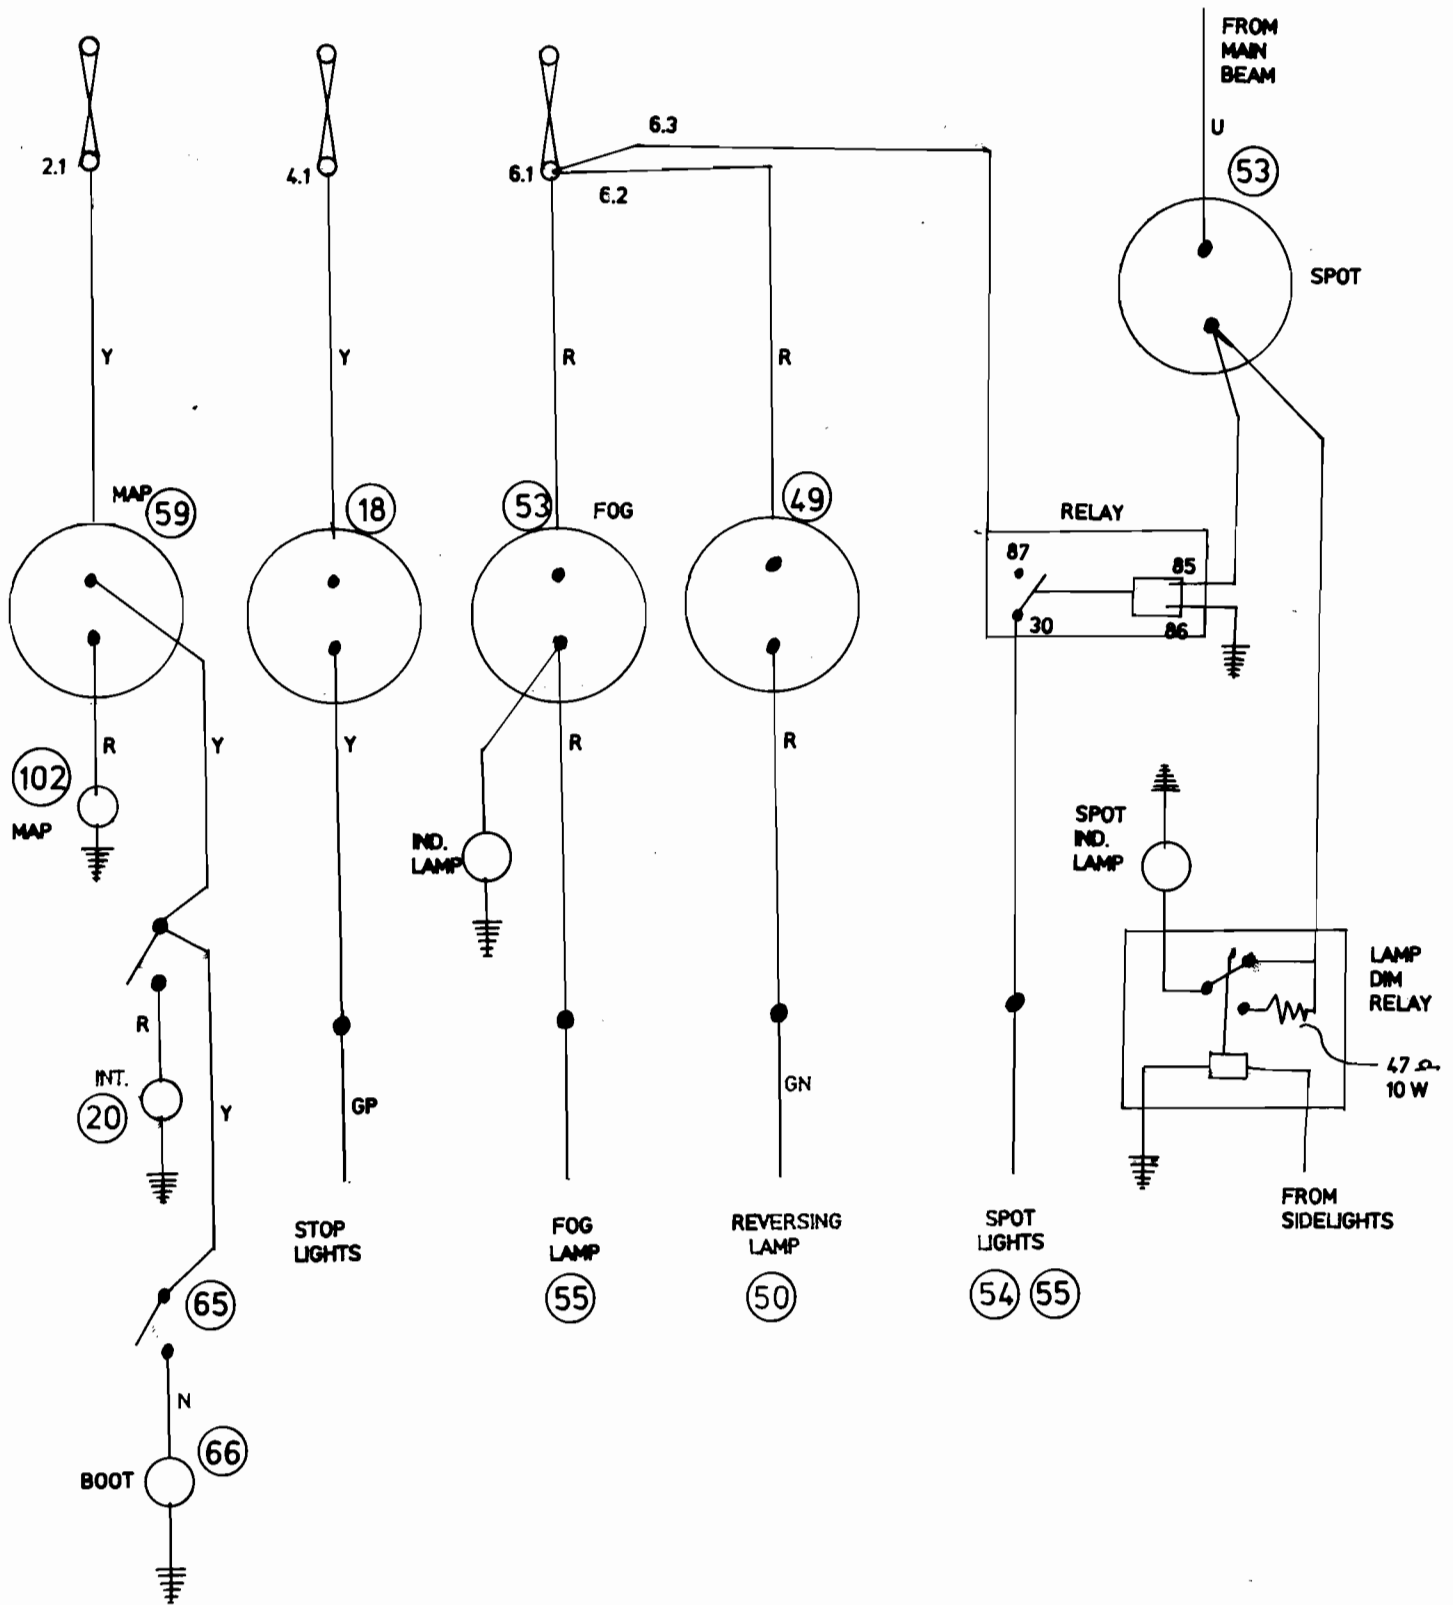 FROM
MAIN
BEAM
U
53
SPOT
2.1
4.1
6.1
6.3
6.2
Y
Y
R
R
MAP
59
18
53
FOG
49
RELAY
87
85
30
86
R
Y
Y
R
R
102
MAP
IND.
LAMP
SPOT
IND.
LAMP
LAMP
DIM
RELAY
47 Ω
10 W
R
INT.
20
Y
GP
GN
STOP
LIGHTS
FOG
LAMP
55
REVERSING
LAMP
50
SPOT
LIGHTS
54
55
FROM
SIDELIGHTS
65
N
66
BOOT